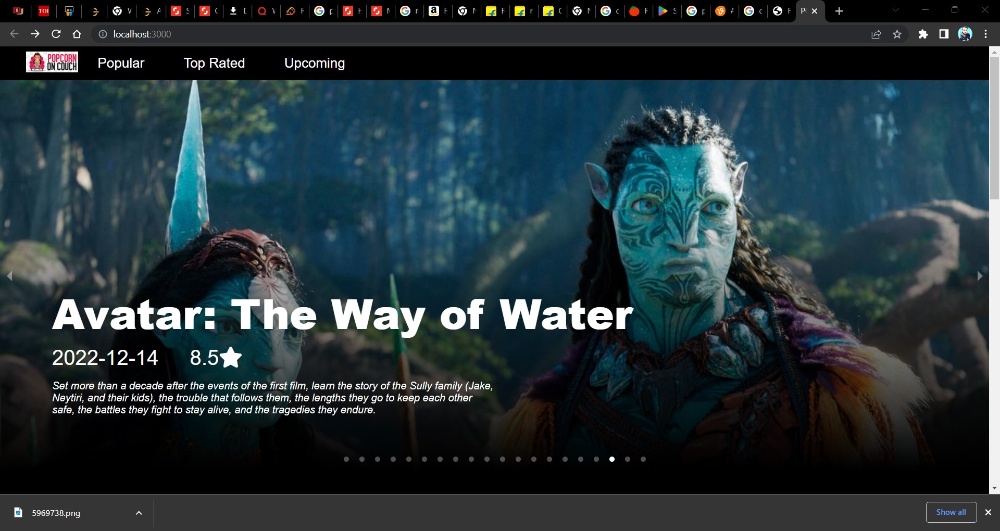 TOI
localhost:3000
POPCORN
ON COUCH
Popular
Top Rated
Upcoming
Avatar: The Way of Water
2022-12-14
8.5
Set more than a decade after the events of the first film, learn the story of the Sully family (Jake,
Neytiri, and their kids), the trouble that follows them, the lengths they go to keep each other
safe, the battles they fight to stay alive, and the tragedies they endure.
5969738.png
Show all